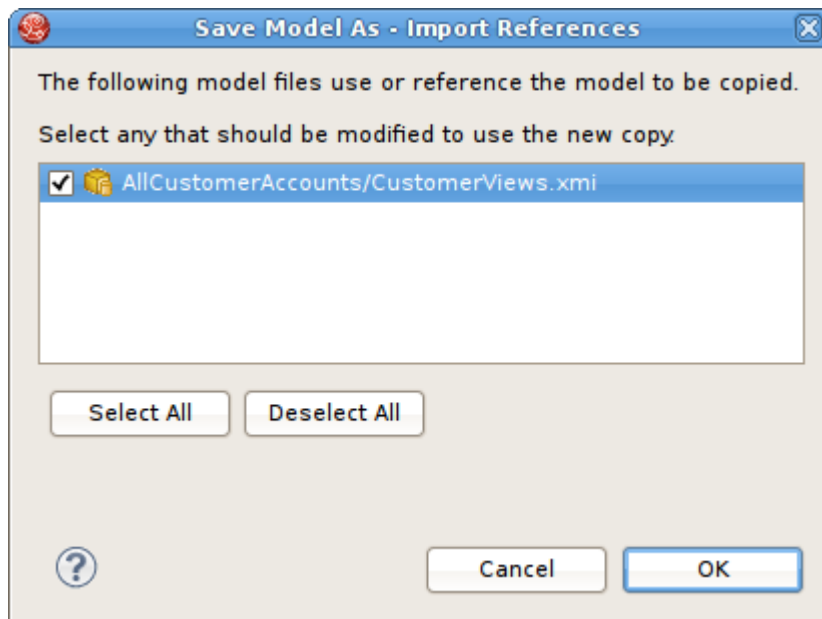 Save Model As - Import References
The following model files use or reference the model to be copied.
Select any that should be modified to use the new copy.
AllCustomerAccounts/CustomerViews.xmi
Select All
Deselect All
?
Cancel
OK